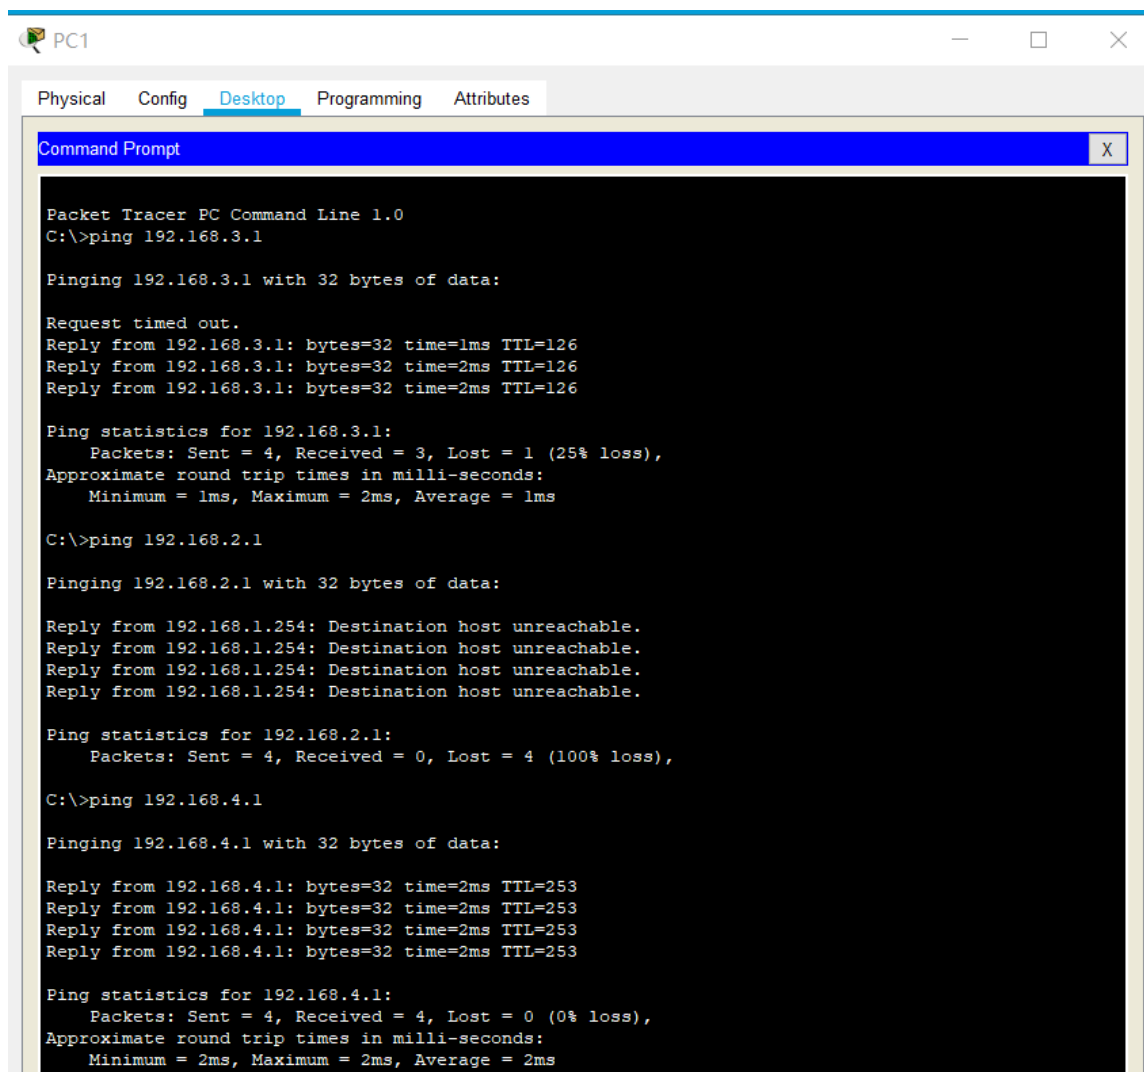 PC1
Physical Config Desktop Programming Attributes
Command Prompt X
Packet Tracer PC Command Line 1.0
C:\>ping 192.168.3.1
Pinging 192.168.3.1 with 32 bytes of data:
Request timed out.
Reply from 192.168.3.1: bytes=32 time=1ms TTL=126
Reply from 192.168.3.1: bytes=32 time=2ms TTL=126
Reply from 192.168.3.1: bytes=32 time=2ms TTL=126
Ping statistics for 192.168.3.1:
    Packets: Sent = 4, Received = 3, Lost = 1 (25% loss),
Approximate round trip times in milli-seconds:
    Minimum = 1ms, Maximum = 2ms, Average = 1ms
C:\>ping 192.168.2.1
Pinging 192.168.2.1 with 32 bytes of data:
Reply from 192.168.1.254: Destination host unreachable.
Reply from 192.168.1.254: Destination host unreachable.
Reply from 192.168.1.254: Destination host unreachable.
Reply from 192.168.1.254: Destination host unreachable.
Ping statistics for 192.168.2.1:
    Packets: Sent = 4, Received = 0, Lost = 4 (100% loss),
C:\>ping 192.168.4.1
Pinging 192.168.4.1 with 32 bytes of data:
Reply from 192.168.4.1: bytes=32 time=2ms TTL=253
Reply from 192.168.4.1: bytes=32 time=2ms TTL=253
Reply from 192.168.4.1: bytes=32 time=2ms TTL=253
Reply from 192.168.4.1: bytes=32 time=2ms TTL=253
Ping statistics for 192.168.4.1:
    Packets: Sent = 4, Received = 4, Lost = 0 (0% loss),
Approximate round trip times in milli-seconds:
    Minimum = 2ms, Maximum = 2ms, Average = 2ms